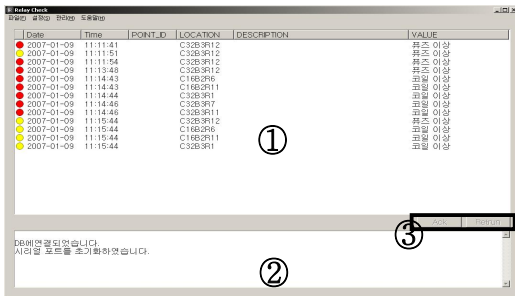 Relay Check
파일(F) 설정(S) 관리(M) 도움말(H)
Date Time POINT_ID LOCATION DESCRIPTION VALUE
2007-01-09 11:11:41 C32B3R12 퓨즈 이상
2007-01-09 11:11:51 C32B3R12 퓨즈 이상
2007-01-09 11:11:54 C32B3R12 퓨즈 이상
2007-01-09 11:13:48 C32B3R12 퓨즈 이상
2007-01-09 11:14:43 C16B2R6 코일 이상
2007-01-09 11:14:43 C16B2R11 코일 이상
2007-01-09 11:14:44 C32B3R1 코일 이상
2007-01-09 11:14:46 C32B3R7 코일 이상
2007-01-09 11:14:46 C32B3R11 코일 이상
2007-01-09 11:15:44 C32B3R12 퓨즈 이상
2007-01-09 11:15:44 C16B2R6 코일 이상
2007-01-09 11:15:44 C16B2R11 코일 이상
2007-01-09 11:15:44 C32B3R1 코일 이상
①
③ Ack
DB에연결되었습니다.
시리얼 포트를 초기화하였습니다.
②